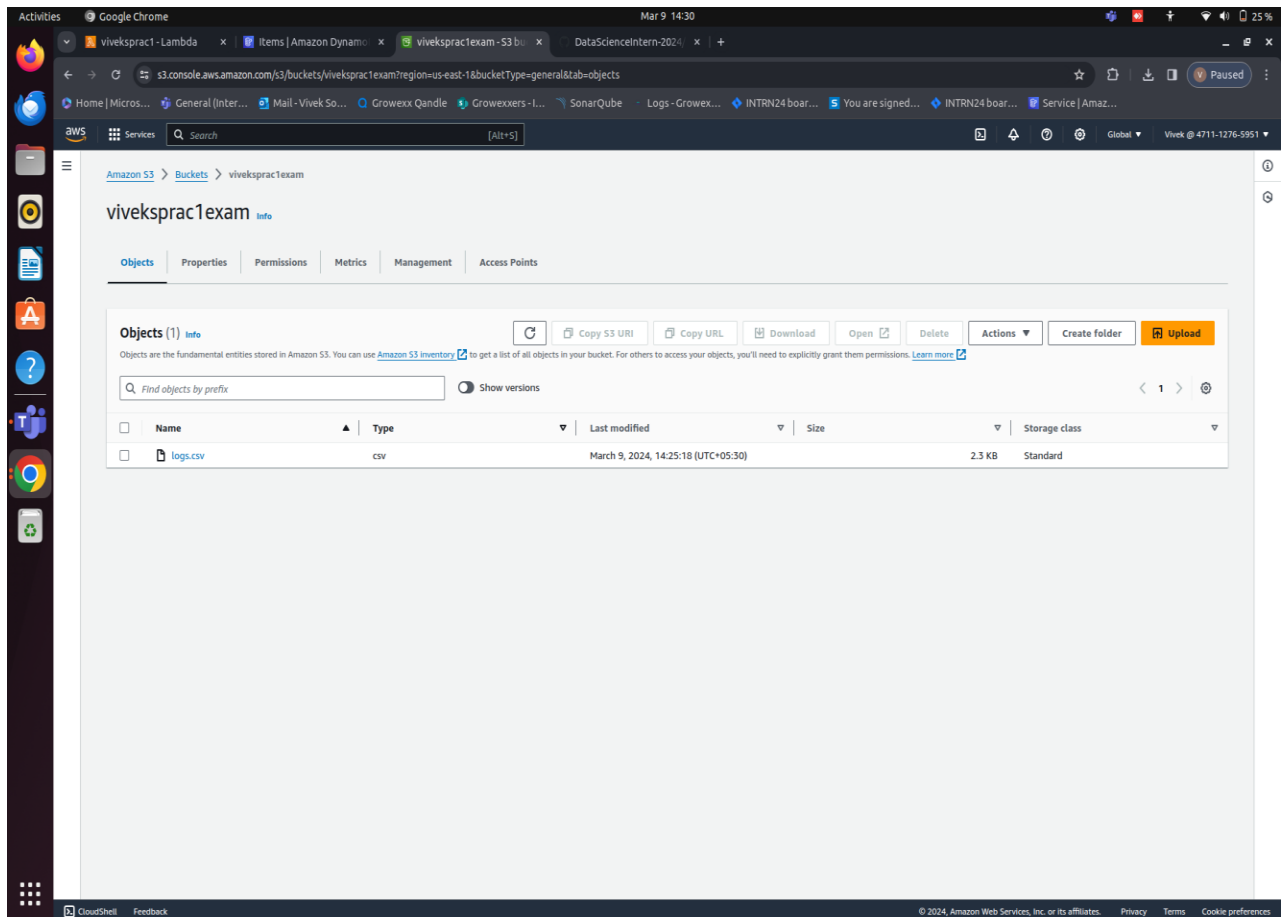 Activities Google Chrome Mar 9 14:30 25 %
viveksprac1 - Lambda x Items | Amazon Dynamo x viveksprac1exam - S3 bu x DataScienceIntern-2024/ x +
s3.console.aws.amazon.com/s3/buckets/viveksprac1exam?region=us-east-1&bucketType=general&tab=objects V Paused
Home | Micros... General (Inter... Mail - Vivek So... Growexx Qandle Growexxers - I... SonarQube Logs - Growex... INTRN24 boar... You are signed... INTRN24 boar... Service | Amaz...
aws Services Search [Alt+S] Global ▼ Vivek @ 4711-1276-5951 ▼
Amazon S3 > Buckets > viveksprac1exam
viveksprac1exam Info
Objects Properties Permissions Metrics Management Access Points
Objects (1) Info Copy S3 URI Copy URL Download Open Delete Actions ▼ Create folder Upload
Objects are the fundamental entities stored in Amazon S3. You can use Amazon S3 inventory to get a list of all objects in your bucket. For others to access your objects, you'll need to explicitly grant them permissions. Learn more
Find objects by prefix Show versions < 1 >
Name Type Last modified Size Storage class
logs.csv csv March 9, 2024, 14:25:18 (UTC+05:30) 2.3 KB Standard
CloudShell Feedback © 2024, Amazon Web Services, Inc. or its affiliates. Privacy Terms Cookie preferences